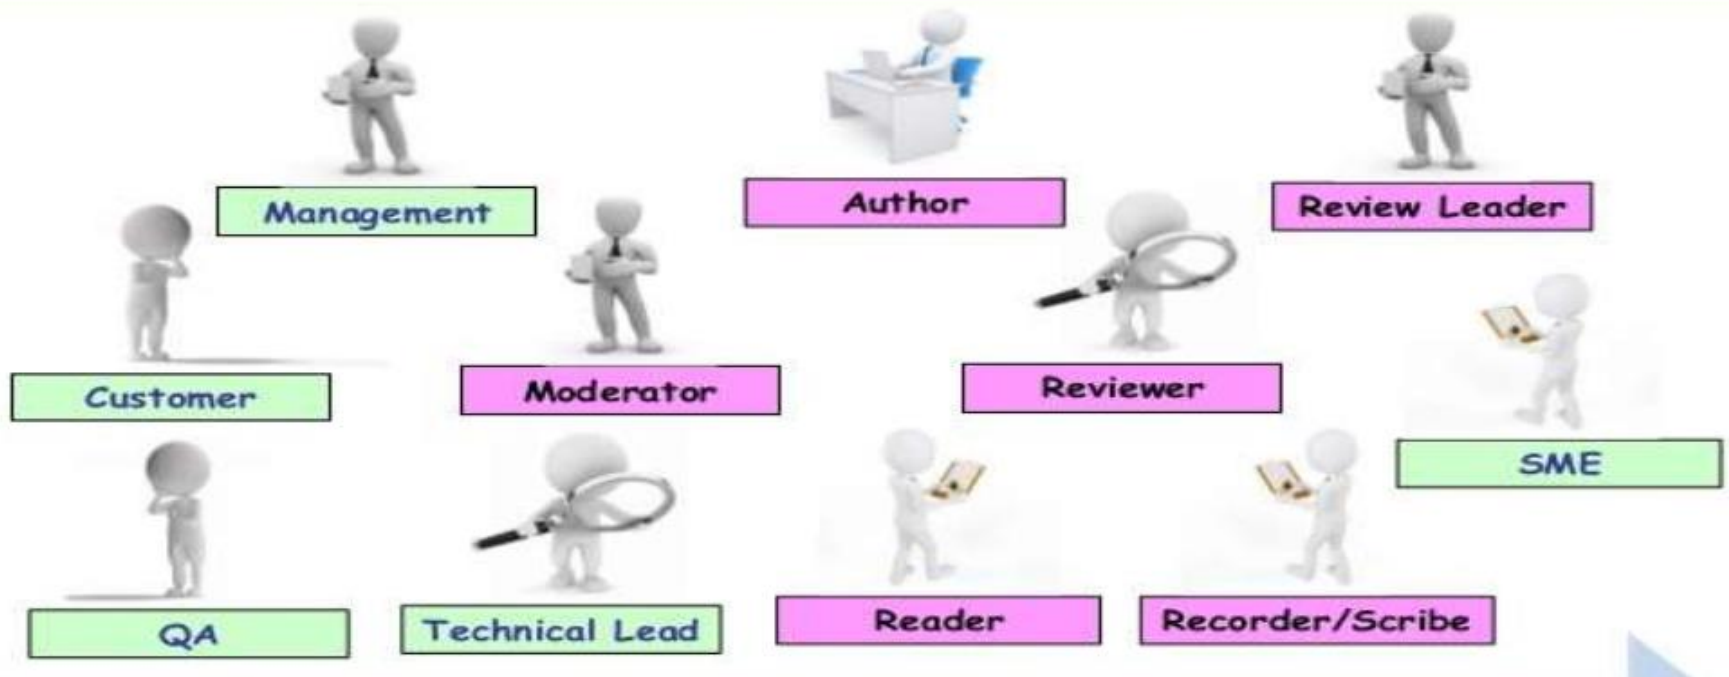 Management
Author
Review Leader
Customer
Moderator
Reviewer
SME
QA
Technical Lead
Reader
Recorder/Scribe